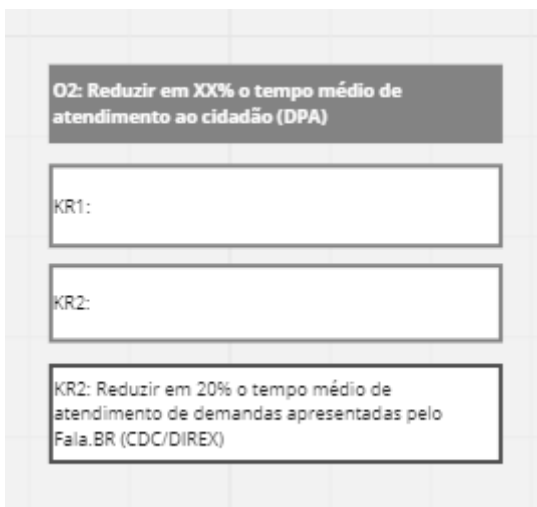 O2: Reduzir em XX% o tempo médio de
atendimento ao cidadão (DPA)
KR1:
KR2:
KR2: Reduzir em 20% o tempo médio de
atendimento de demandas apresentadas pelo
Fala.BR (CDC/DIREX)